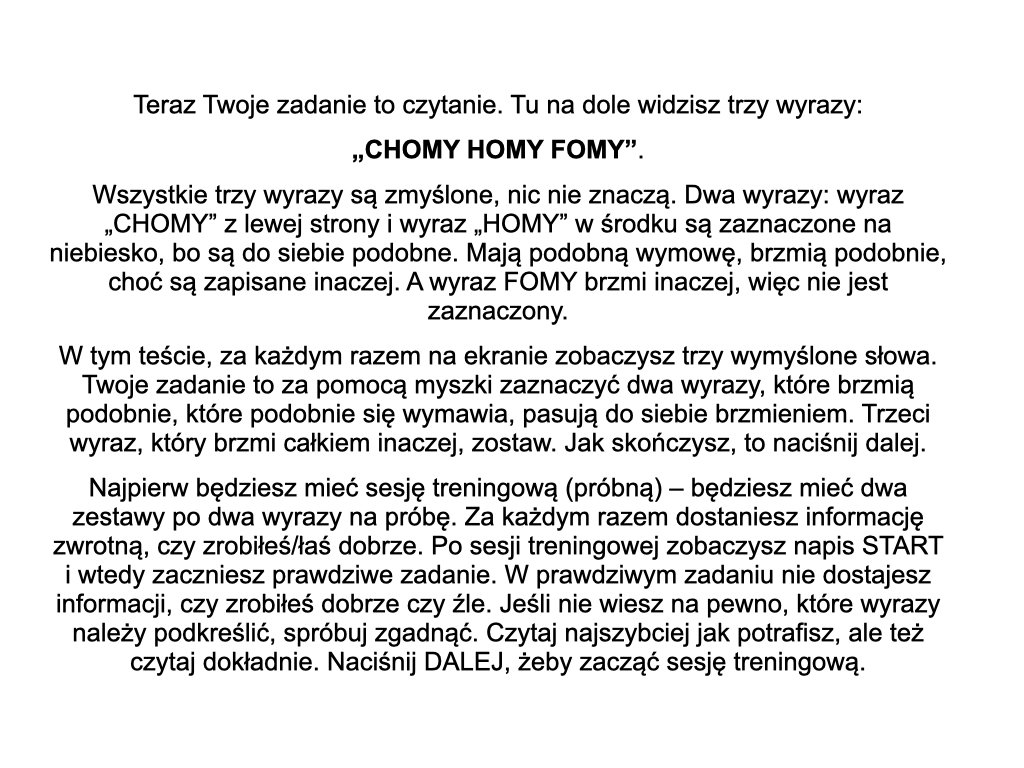 Teraz Twoje zadanie to czytanie. Tu na dole widzisz trzy wyrazy:
„CHOMY HOMY FOMY”.
Wszystkie trzy wyrazy są zmyślone, nic nie znaczą. Dwa wyrazy: wyraz
„CHOMY” z lewej strony i wyraz „HOMY” w środku są zaznaczone na
niebiesko, bo są do siebie podobne. Mają podobną wymowę, brzmią podobnie,
choć są zapisane inaczej. A wyraz FOMY brzmi inaczej, więc nie jest
zaznaczony.
W tym teście, za każdym razem na ekranie zobaczysz trzy wymyślone słowa.
Twoje zadanie to za pomocą myszki zaznaczyć dwa wyrazy, które brzmią
podobnie, które podobnie się wymawia, pasują do siebie brzmieniem. Trzeci
wyraz, który brzmi całkiem inaczej, zostaw. Jak skończysz, to naciśnij dalej.
Najpierw będziesz mieć sesję treningową (próbną) – będziesz mieć dwa
zestawy po dwa wyrazy na próbę. Za każdym razem dostaniesz informację
zwrotną, czy zrobiłeś/łaś dobrze. Po sesji treningowej zobaczysz napis START
i wtedy zaczniesz prawdziwe zadanie. W prawdziwym zadaniu nie dostajesz
informacji, czy zrobiłeś dobrze czy źle. Jeśli nie wiesz na pewno, które wyrazy
należy podkreślić, spróbuj zgadnąć. Czytaj najszybciej jak potrafisz, ale też
czytaj dokładnie. Naciśnij DALEJ, żeby zacząć sesję treningową.